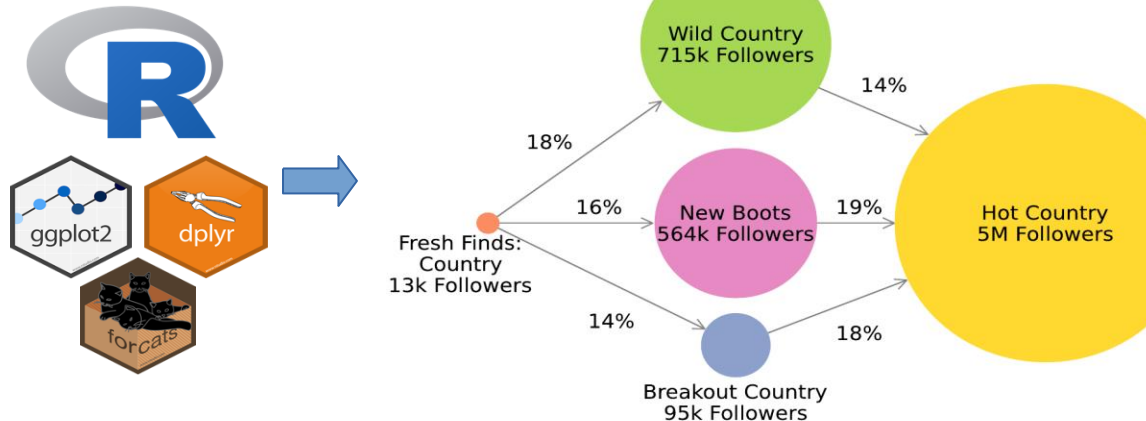 R
ggplot2
dplyr
forcats
Wild Country
715k Followers
14%
18%
16%
New Boots
564k Followers
19%
Hot Country
5M Followers
Fresh Finds:
Country
13k Followers
14%
18%
Breakout Country
95k Followers